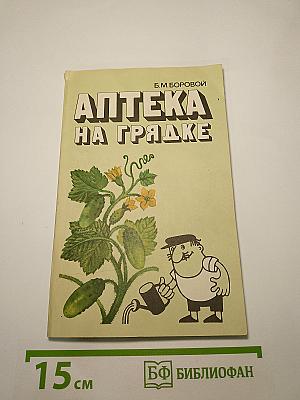 Б.М.БОРОВОЙ
АПТЕКА
НА ГРЯДКЕ
15 см
БФ БИБЛИОФАН